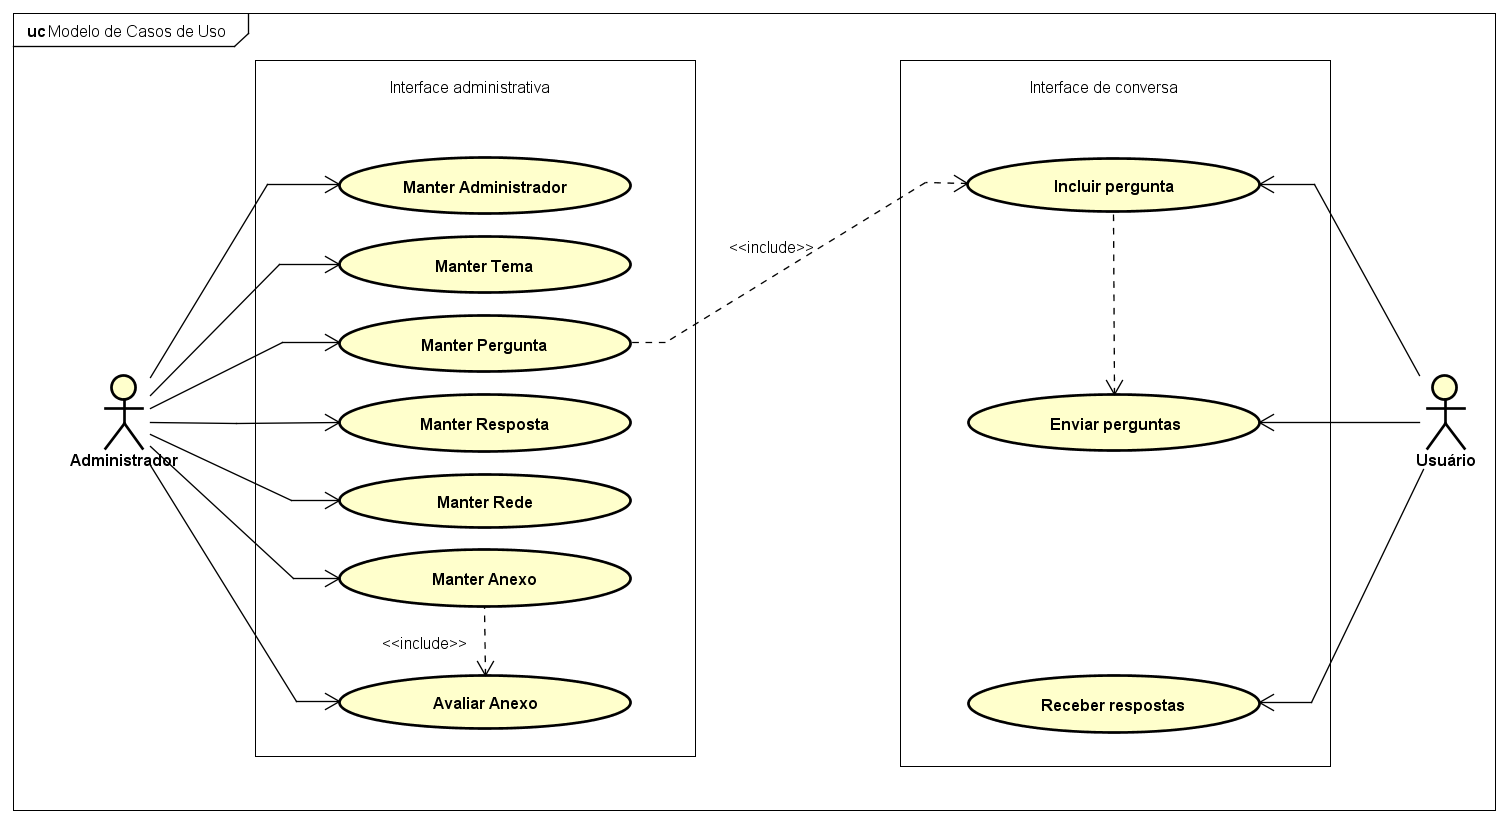 uc Modelo de Casos de Uso
Interface administrativa
Interface de conversa
Manter Administrador
Incluir pergunta
<<include>>
Manter Tema
Manter Pergunta
Manter Resposta
Enviar perguntas
Administrador
Usuário
Manter Rede
Manter Anexo
<<include>>
Avaliar Anexo
Receber respostas